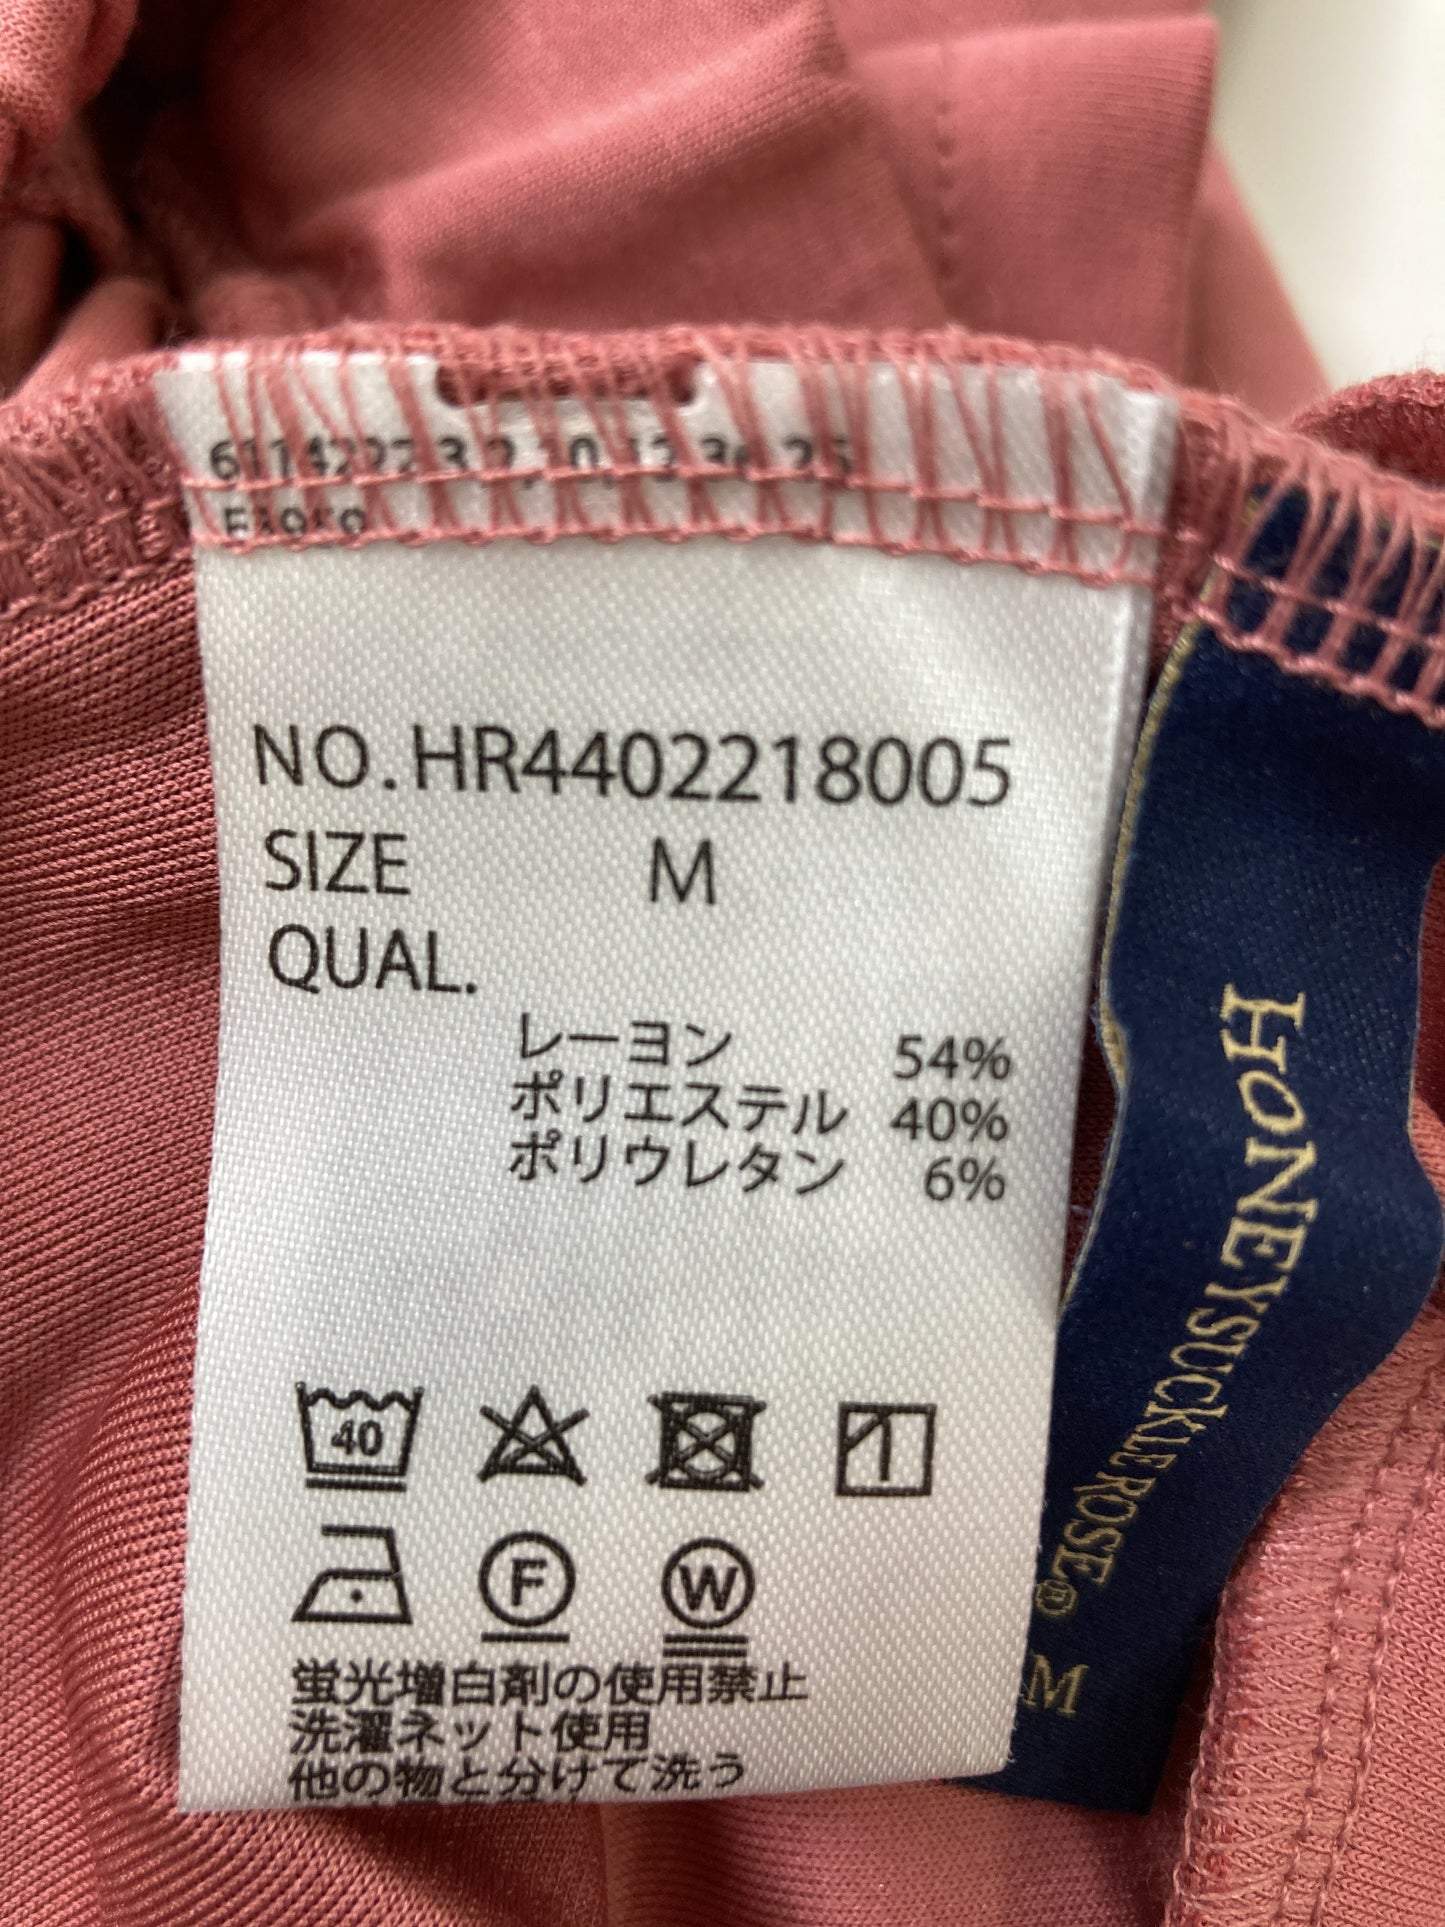 NO.HR4402218005
SIZE M
QUAL.
レーヨン 54%
ポリエステル 40%
ポリウレタン 6%
40
F
W
蛍光増白剤の使用禁止
洗濯ネット使用
他の物と分けて洗う
HONEYSUCKLE ROSE®
M